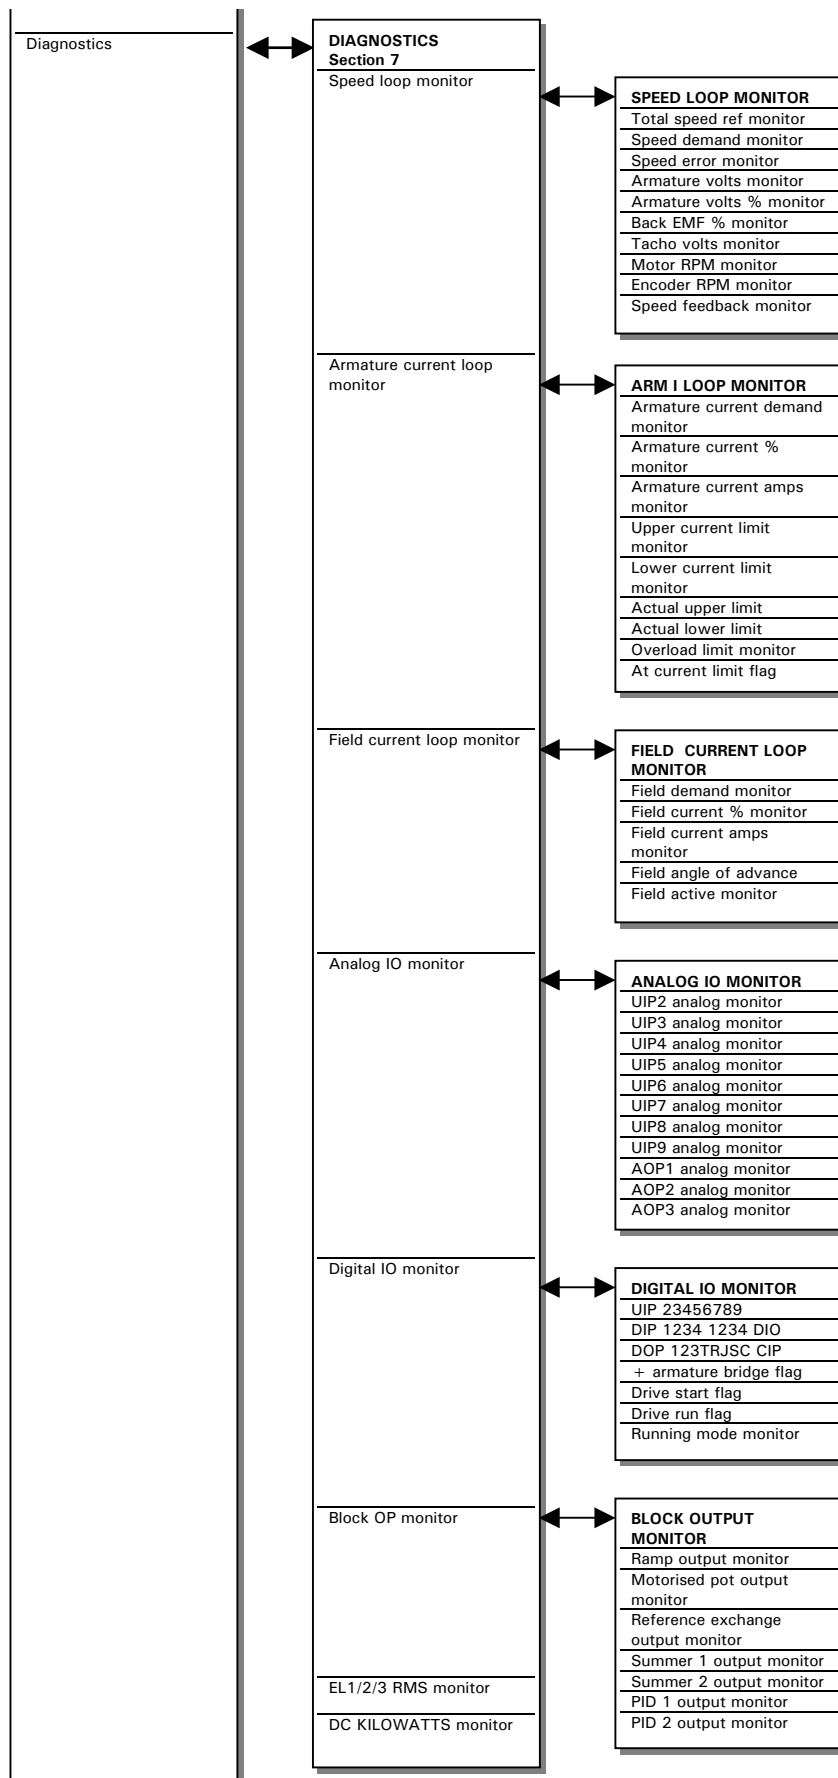 Diagnostics
DIAGNOSTICS
Section 7
Speed loop monitor
SPEED LOOP MONITOR
Total speed ref monitor
Speed demand monitor
Speed error monitor
Armature volts monitor
Armature volts % monitor
Back EMF % monitor
Tacho volts monitor
Motor RPM monitor
Encoder RPM monitor
Speed feedback monitor
Armature current loop
monitor
ARM I LOOP MONITOR
Armature current demand
monitor
Armature current %
monitor
Armature current amps
monitor
Upper current limit
monitor
Lower current limit
monitor
Actual upper limit
Actual lower limit
Overload limit monitor
At current limit flag
Field current loop monitor
FIELD CURRENT LOOP
MONITOR
Field demand monitor
Field current % monitor
Field current amps
monitor
Field angle of advance
Field active monitor
Analog IO monitor
ANALOG IO MONITOR
UIP2 analog monitor
UIP3 analog monitor
UIP4 analog monitor
UIP5 analog monitor
UIP6 analog monitor
UIP7 analog monitor
UIP8 analog monitor
UIP9 analog monitor
AOP1 analog monitor
AOP2 analog monitor
AOP3 analog monitor
Digital IO monitor
DIGITAL IO MONITOR
UIP 23456789
DIP 1234 1234 DIO
DOP 123TRJSC CIP
+ armature bridge flag
Drive start flag
Drive run flag
Running mode monitor
Block OP monitor
BLOCK OUTPUT
MONITOR
Ramp output monitor
Motorised pot output
monitor
Reference exchange
output monitor
Summer 1 output monitor
Summer 2 output monitor
PID 1 output monitor
PID 2 output monitor
EL1/2/3 RMS monitor
DC KILOWATTS monitor